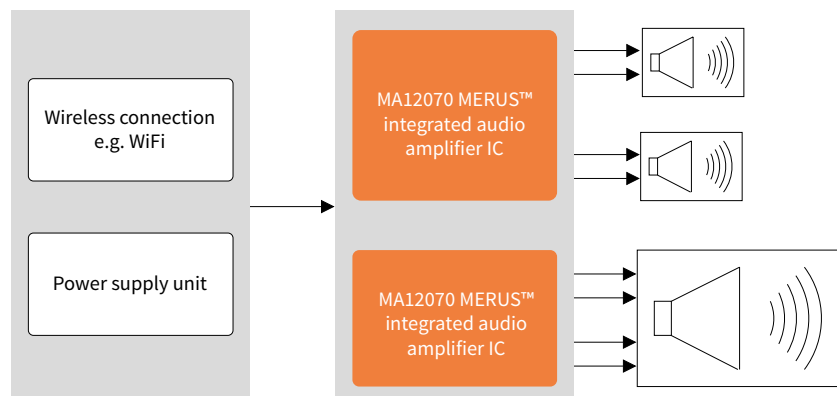 Wireless connection
e.g. WiFi
Power supply unit
MA12070 MERUS™
integrated audio
amplifier IC
MA12070 MERUS™
integrated audio
amplifier IC